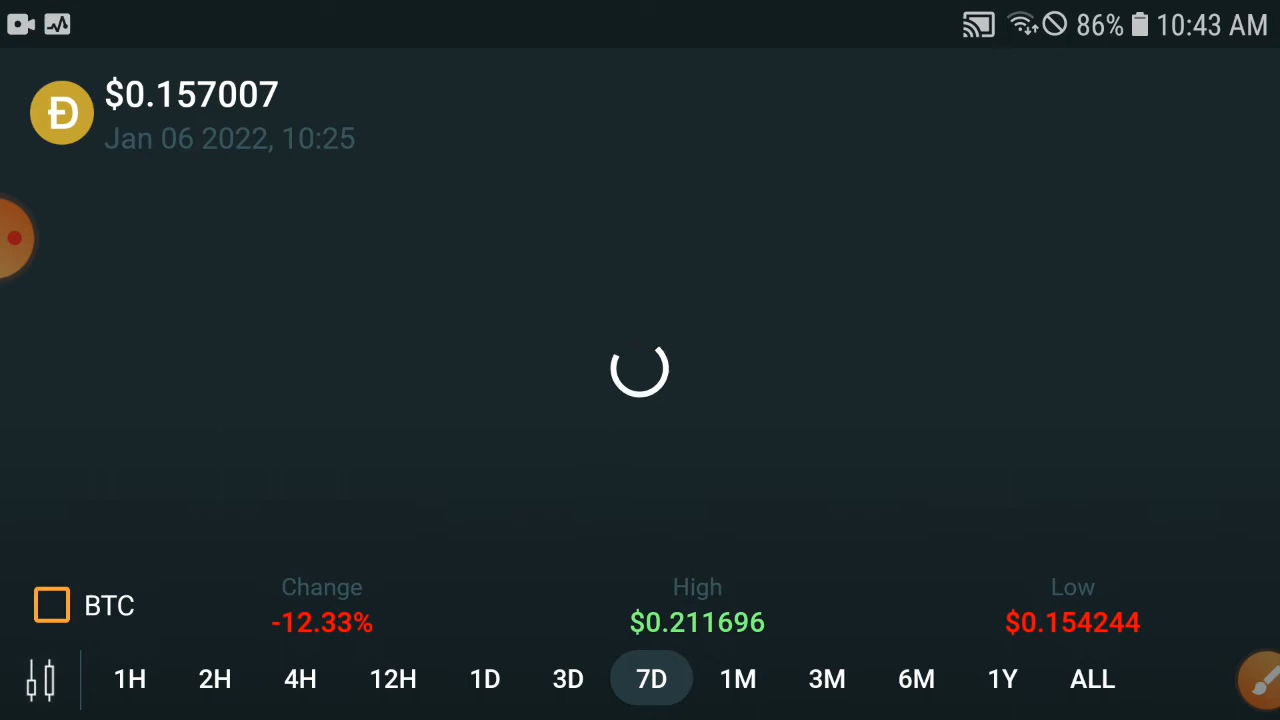 86% 10:43 AM
Ð
$0.157007
Jan 06 2022, 10:25
BTC
Change
-12.33%
High
$0.211696
Low
$0.154244
1H 2H 4H 12H 1D 3D 7D 1M 3M 6M 1Y ALL